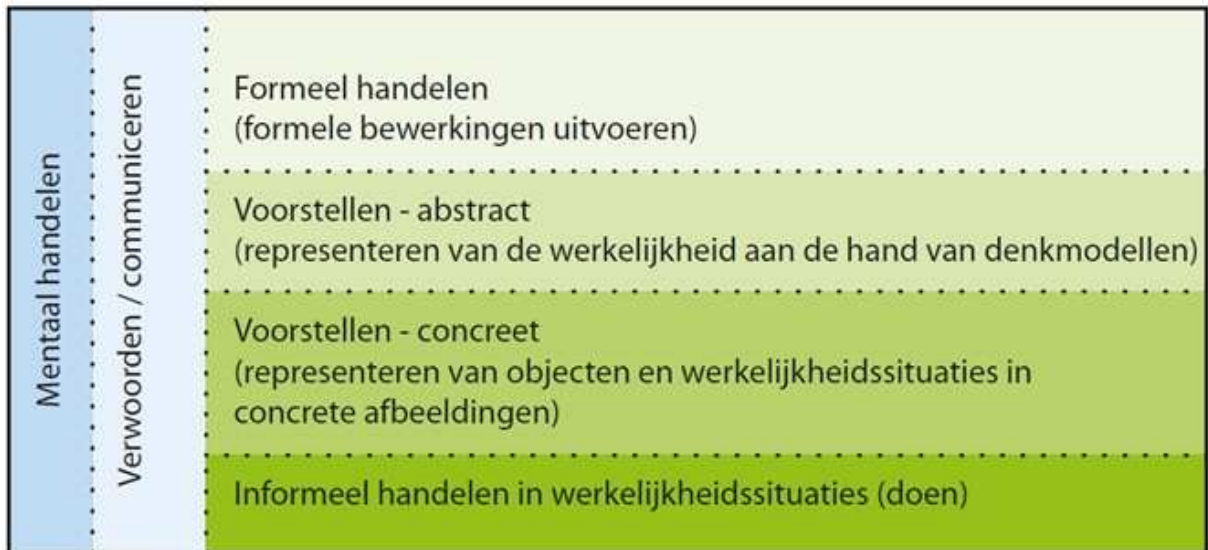 Mentaal handelen
Verwoorden / communiceren
Formeel handelen
(formele bewerkingen uitvoeren)
Voorstellen - abstract
(representeren van de werkelijkheid aan de hand van denkmodellen)
Voorstellen - concreet
(representeren van objecten en werkelijkheidssituaties in
concrete afbeeldingen)
Informeel handelen in werkelijkheidssituaties (doen)